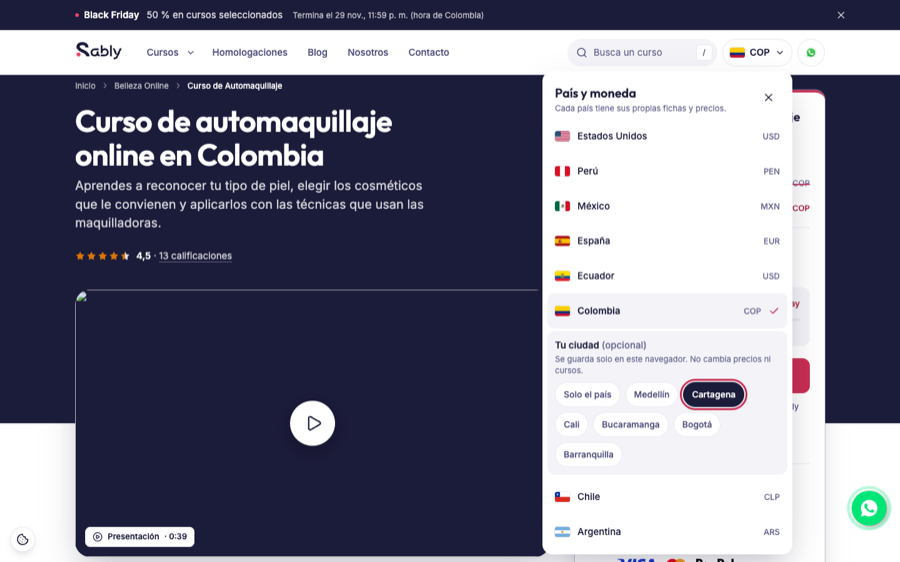 Black Friday 50 % en cursos seleccionados Termina el 29 nov., 11:59 p. m. (hora de Colombia)
Sably Cursos Homologaciones Blog Nosotros Contacto Busca un curso / COP
Inicio > Belleza Online > Curso de Automaquillaje
Curso de automaquillaje
online en Colombia
Aprendes a reconocer tu tipo de piel, elegir los cosméticos
que le convienen y aplicarlos con las técnicas que usan las
maquilladoras.
4,5 · 13 calificaciones
Presentación · 0:39
País y moneda
Cada país tiene sus propias fichas y precios.
Estados Unidos USD
Perú PEN
México MXN
España EUR
Ecuador USD
Colombia COP
Tu ciudad (opcional)
Se guarda solo en este navegador. No cambia precios ni
cursos.
Solo el país Medellín Cartagena
Cali Bucaramanga Bogotá
Barranquilla
Chile CLP
Argentina ARS
COP
COP